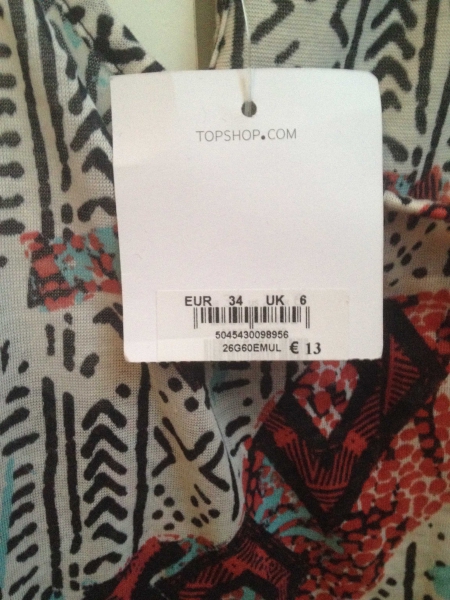 TOPSHOP.COM
EUR 34 UK 6
5045430098956
26G60EMUL € 13